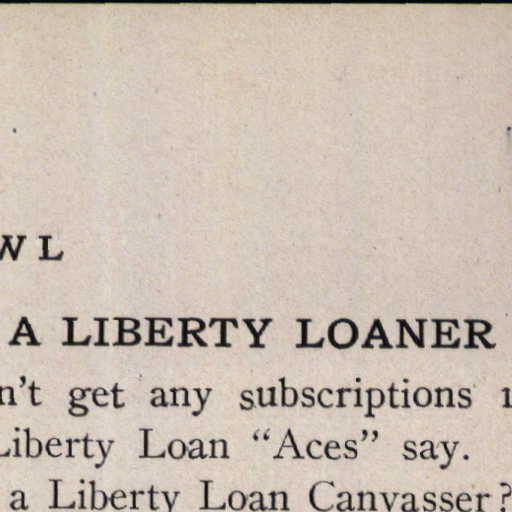 WL
A LIBERTY LOANER
n't get any subscriptions
Liberty Loan “Aces” say.
a Liberty Loan Canvasser?